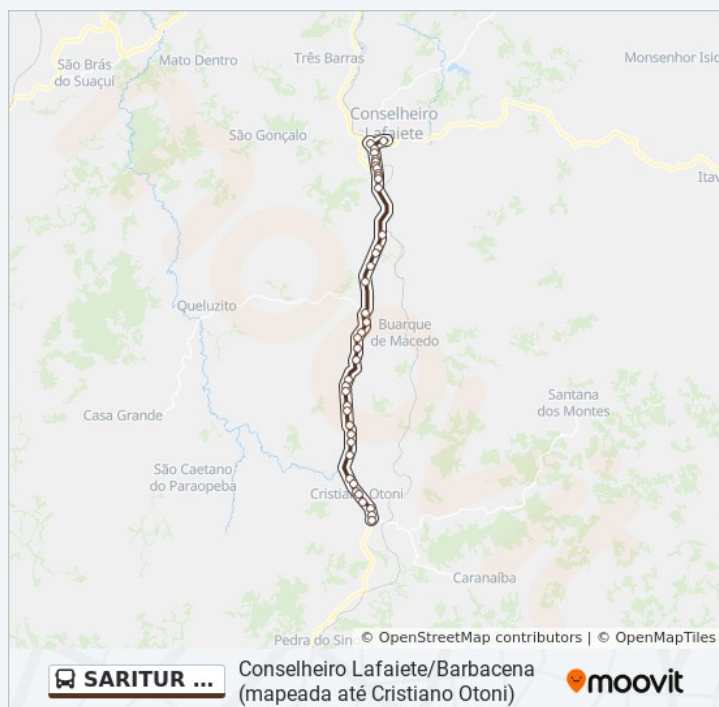 São Brás
do Suaçuí
Mato Dentro
Três Barras
Monsenhor Isid
Conselheiro
Lafaiete
São Gonçalo
Itav
Queluzito
Buarque
de Macedo
Santana
dos Montes
Casa Grande
São Caetano
do Paraopeba
Cristiano Otoni
Caranaíba
Pedra do Sino
© OpenStreetMap contributors | © OpenMapTiles
SARITUR ...
Conselheiro Lafaiete/Barbacena
(mapeada até Cristiano Otoni)
moovit